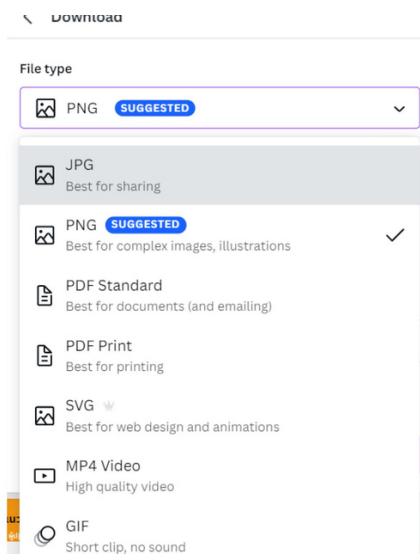 Download
File type
PNG SUGGESTED
JPG
Best for sharing
PNG SUGGESTED
Best for complex images, illustrations
PDF Standard
Best for documents (and emailing)
PDF Print
Best for printing
SVG
Best for web design and animations
MP4 Video
High quality video
GIF
Short clip, no sound